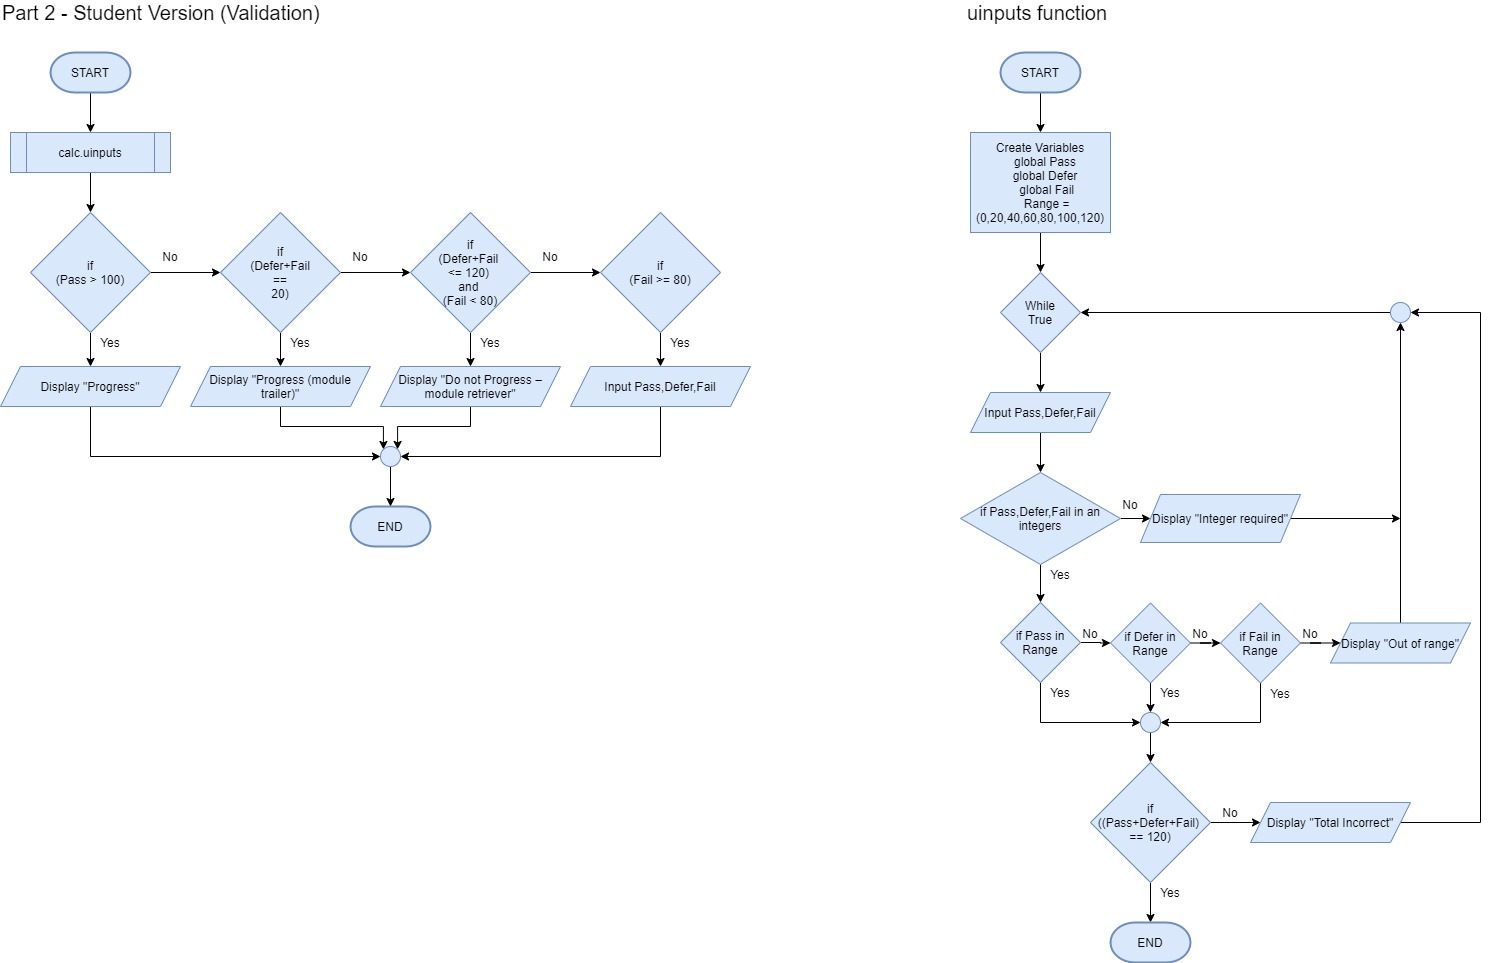 Part 2 - Student Version (Validation)
START
calc.uinputs
if
(Pass > 100)
No
if
(Defer+Fail
==
20)
No
if
(Defer+Fail
<= 120)
and
(Fail < 80)
No
if
(Fail >= 80)
Yes
Yes
Yes
Yes
Display "Progress"
Display "Progress (module
trailer)"
Display "Do not Progress –
module retriever"
Input Pass,Defer,Fail
END
uinputs function
START
Create Variables
global Pass
global Defer
global Fail
Range =
(0,20,40,60,80,100,120)
While
True
Input Pass,Defer,Fail
if Pass,Defer,Fail in an
integers
No
Display "Integer required"
Yes
if Pass in
Range
No
if Defer in
Range
No
if Fail in
Range
No
Display "Out of range"
Yes
Yes
Yes
if
((Pass+Defer+Fail)
== 120)
No
Display "Total Incorrect"
Yes
END